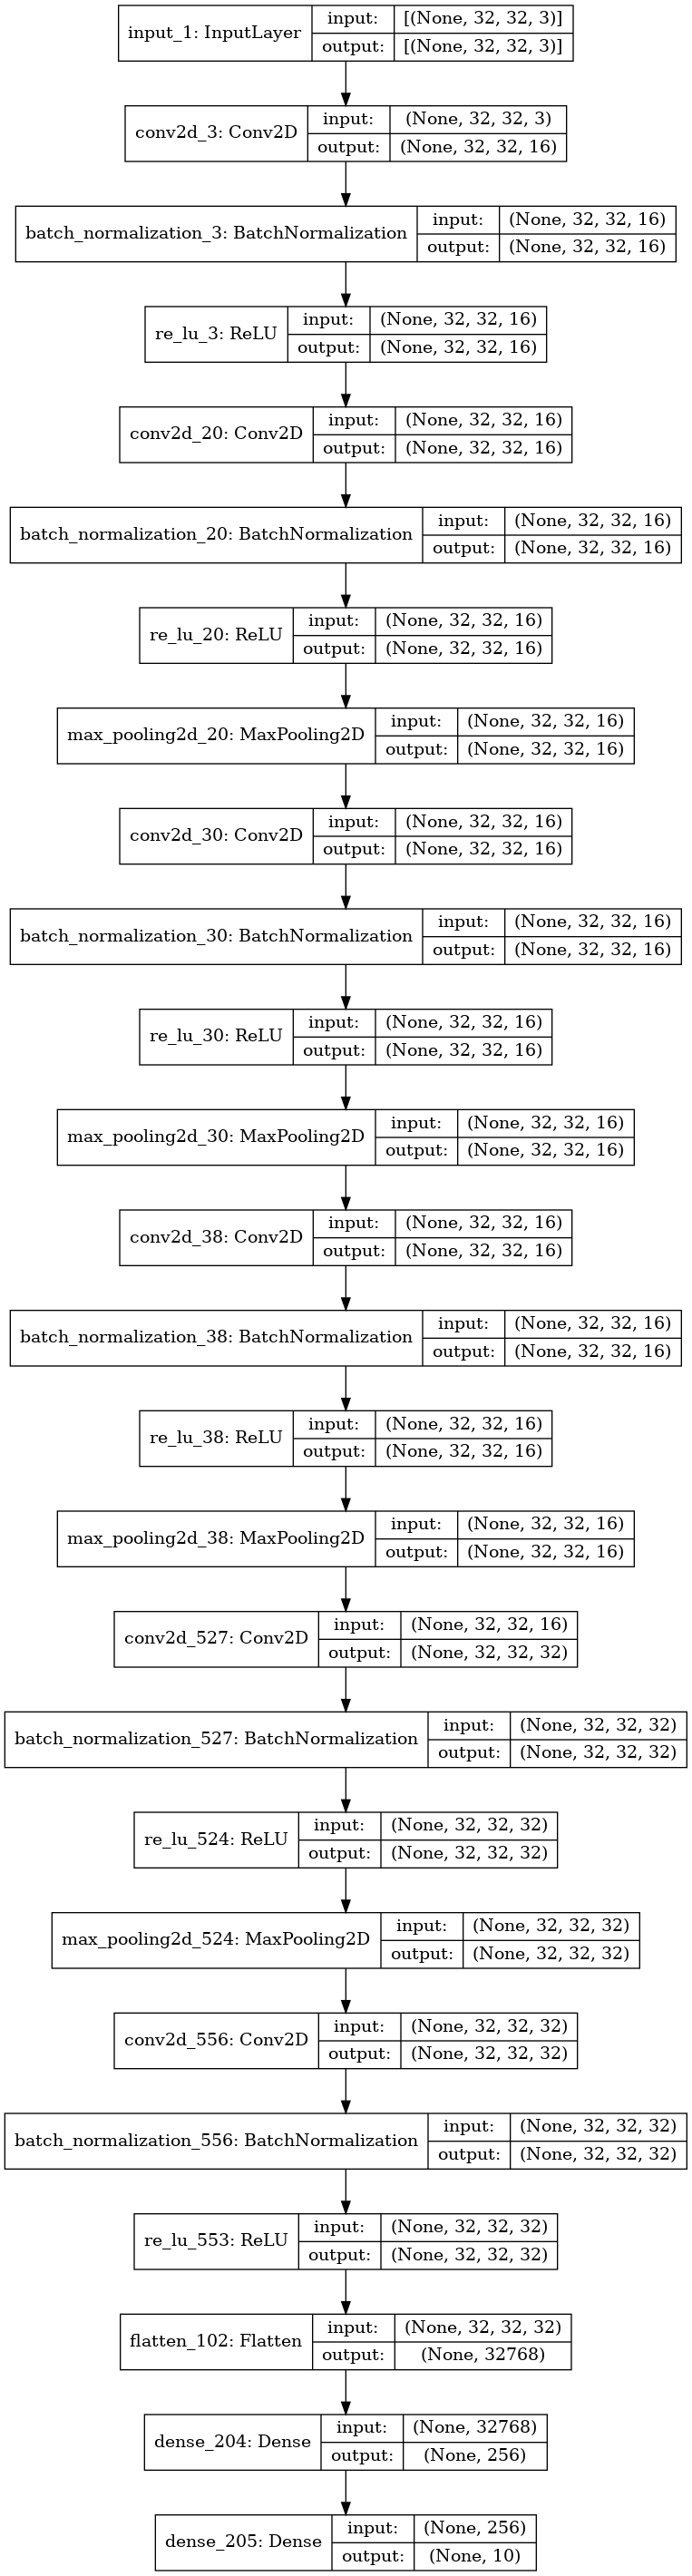 input_1: InputLayer
input: [(None, 32, 32, 3)]
output: [(None, 32, 32, 3)]
conv2d_3: Conv2D
input: (None, 32, 32, 3)
output: (None, 32, 32, 16)
batch_normalization_3: BatchNormalization
input: (None, 32, 32, 16)
output: (None, 32, 32, 16)
re_lu_3: ReLU
input: (None, 32, 32, 16)
output: (None, 32, 32, 16)
conv2d_20: Conv2D
input: (None, 32, 32, 16)
output: (None, 32, 32, 16)
batch_normalization_20: BatchNormalization
input: (None, 32, 32, 16)
output: (None, 32, 32, 16)
re_lu_20: ReLU
input: (None, 32, 32, 16)
output: (None, 32, 32, 16)
max_pooling2d_20: MaxPooling2D
input: (None, 32, 32, 16)
output: (None, 32, 32, 16)
conv2d_30: Conv2D
input: (None, 32, 32, 16)
output: (None, 32, 32, 16)
batch_normalization_30: BatchNormalization
input: (None, 32, 32, 16)
output: (None, 32, 32, 16)
re_lu_30: ReLU
input: (None, 32, 32, 16)
output: (None, 32, 32, 16)
max_pooling2d_30: MaxPooling2D
input: (None, 32, 32, 16)
output: (None, 32, 32, 16)
conv2d_38: Conv2D
input: (None, 32, 32, 16)
output: (None, 32, 32, 16)
batch_normalization_38: BatchNormalization
input: (None, 32, 32, 16)
output: (None, 32, 32, 16)
re_lu_38: ReLU
input: (None, 32, 32, 16)
output: (None, 32, 32, 16)
max_pooling2d_38: MaxPooling2D
input: (None, 32, 32, 16)
output: (None, 32, 32, 16)
conv2d_527: Conv2D
input: (None, 32, 32, 16)
output: (None, 32, 32, 32)
batch_normalization_527: BatchNormalization
input: (None, 32, 32, 32)
output: (None, 32, 32, 32)
re_lu_524: ReLU
input: (None, 32, 32, 32)
output: (None, 32, 32, 32)
max_pooling2d_524: MaxPooling2D
input: (None, 32, 32, 32)
output: (None, 32, 32, 32)
conv2d_556: Conv2D
input: (None, 32, 32, 32)
output: (None, 32, 32, 32)
batch_normalization_556: BatchNormalization
input: (None, 32, 32, 32)
output: (None, 32, 32, 32)
re_lu_553: ReLU
input: (None, 32, 32, 32)
output: (None, 32, 32, 32)
flatten_102: Flatten
input: (None, 32, 32, 32)
output: (None, 32768)
dense_204: Dense
input: (None, 32768)
output: (None, 256)
dense_205: Dense
input: (None, 256)
output: (None, 10)